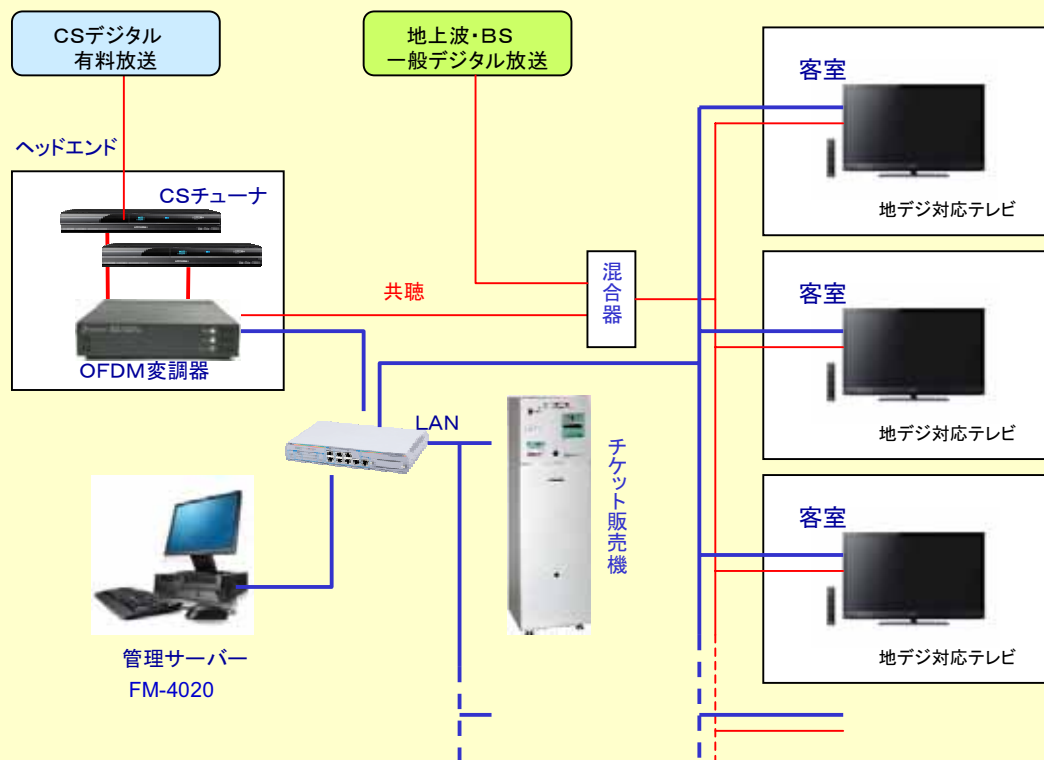 CSデジタル
有料放送
地上波・BS
一般デジタル放送
ヘッドエンド
CSチューナ
OFDM変調器
共聴
混合器
LAN
チケット販売機
管理サーバー
FM-4020
客室
地デジ対応テレビ
客室
地デジ対応テレビ
客室
地デジ対応テレビ